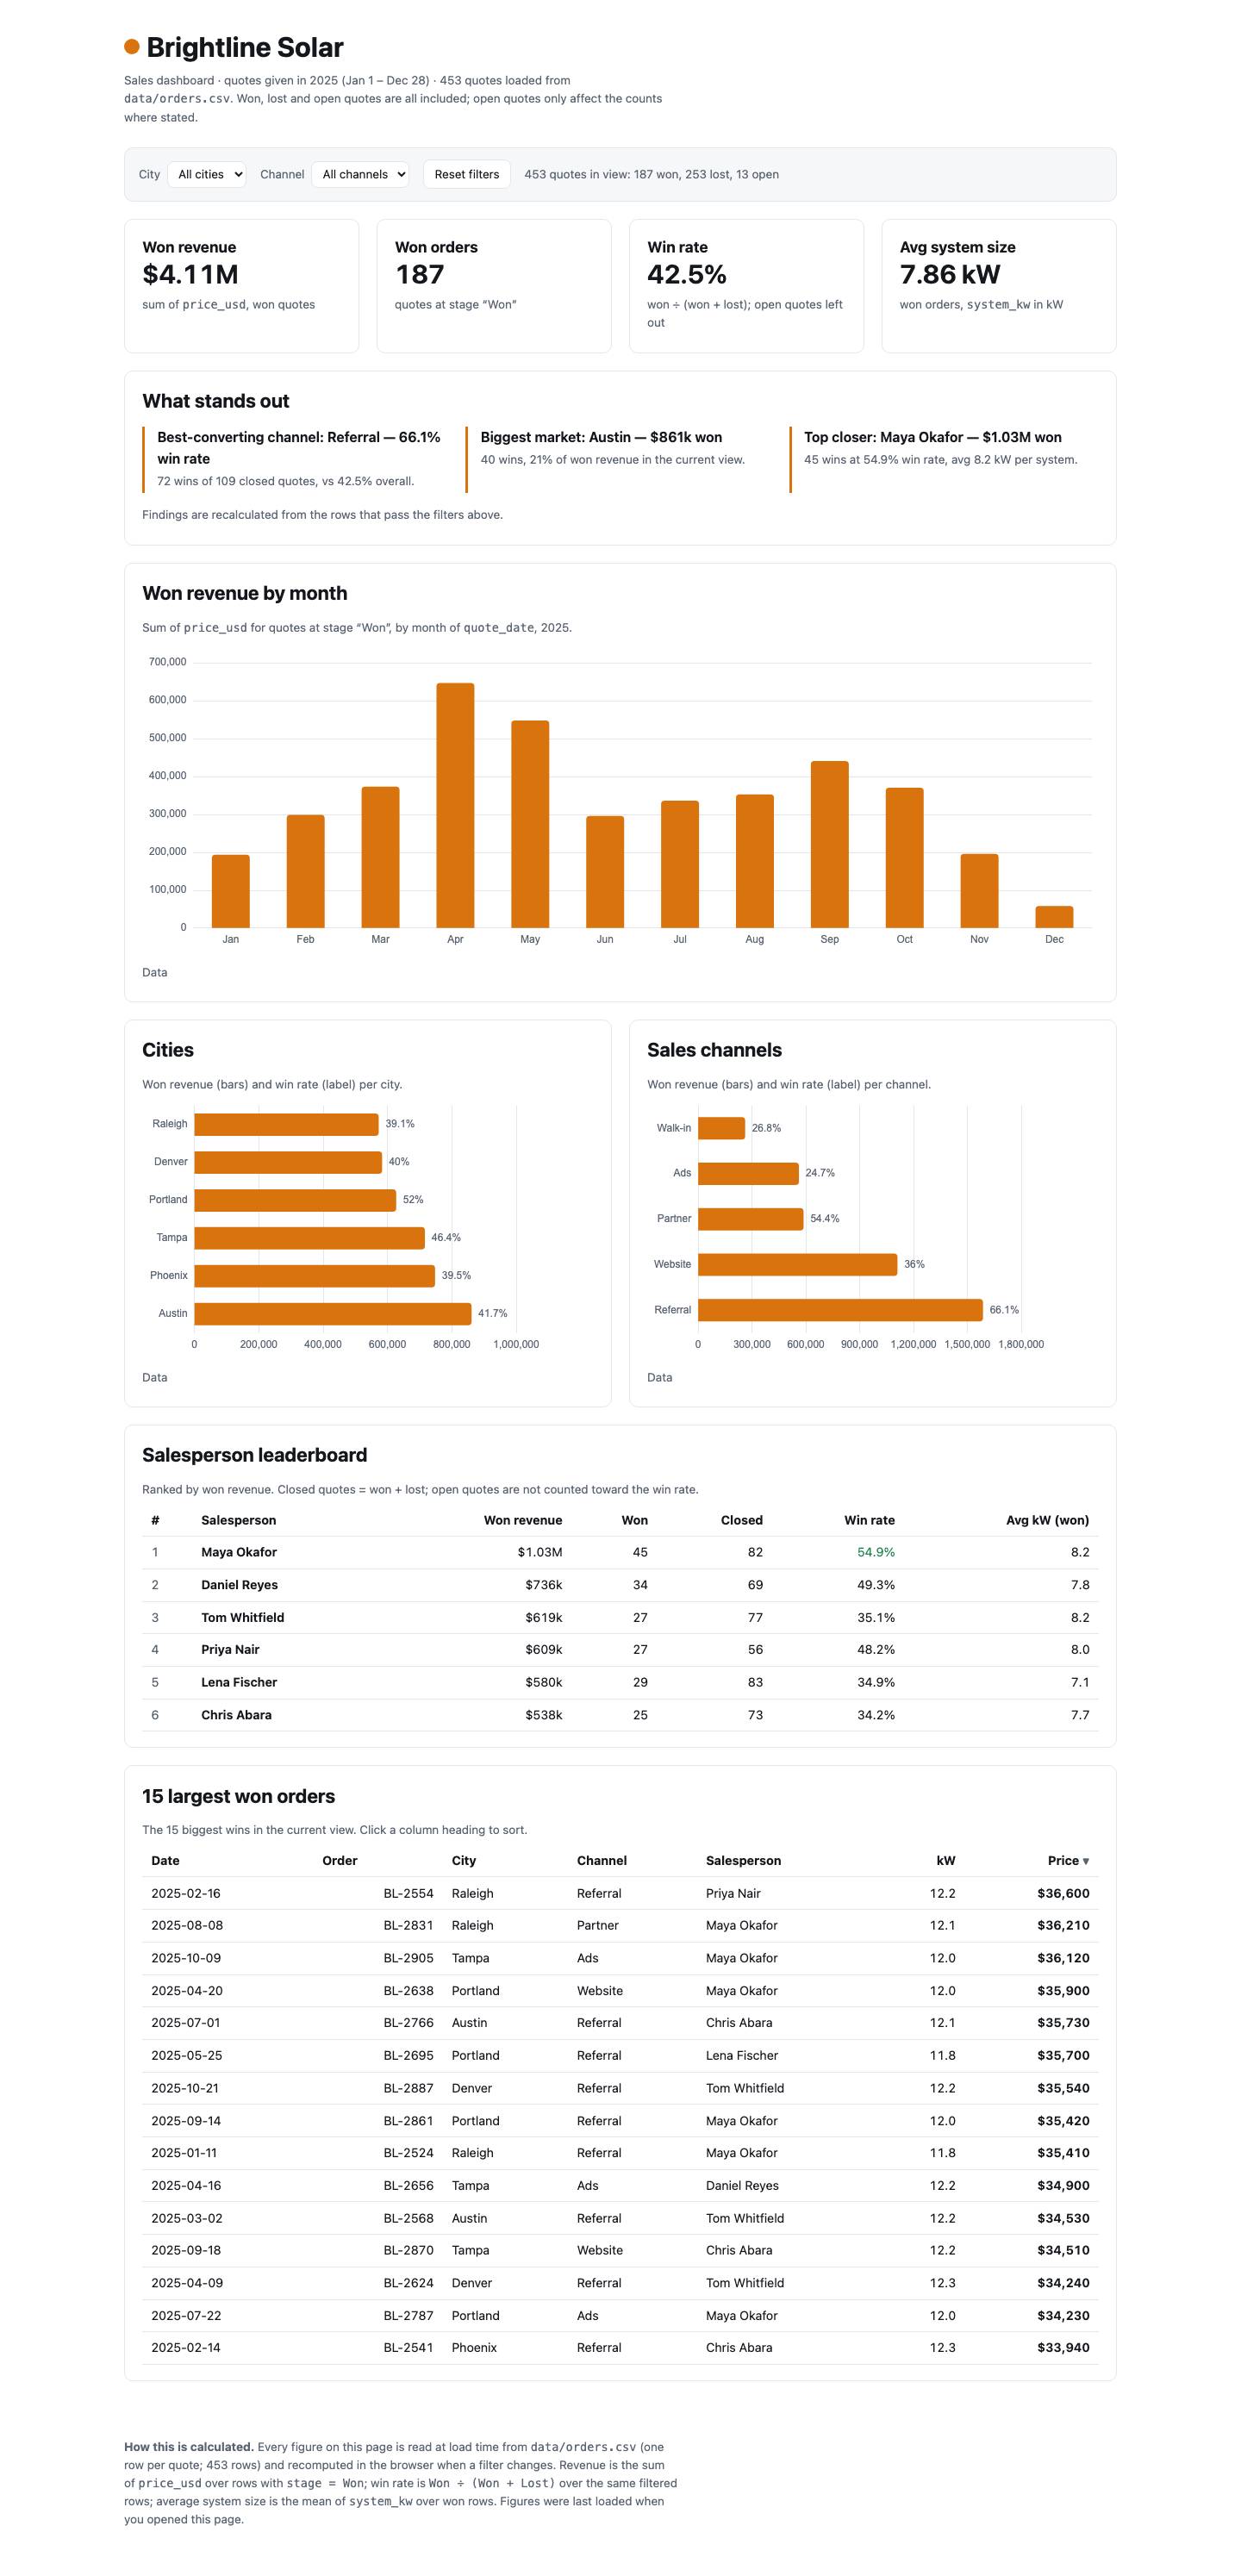 Brightline Solar
Sales dashboard · quotes given in 2025 (Jan 1 – Dec 28) · 453 quotes loaded from
data/orders.csv. Won, lost and open quotes are all included; open quotes only affect the counts
where stated.
City All cities Channel All channels Reset filters 453 quotes in view: 187 won, 253 lost, 13 open
Won revenue
$4.11M
sum of price_usd, won quotes
Won orders
187
quotes at stage “Won”
Win rate
42.5%
won ÷ (won + lost); open quotes left
out
Avg system size
7.86 kW
won orders, system_kw in kW
What stands out
Best-converting channel: Referral — 66.1%
win rate
72 wins of 109 closed quotes, vs 42.5% overall.
Biggest market: Austin — $861k won
40 wins, 21% of won revenue in the current view.
Top closer: Maya Okafor — $1.03M won
45 wins at 54.9% win rate, avg 8.2 kW per system.
Findings are recalculated from the rows that pass the filters above.
Won revenue by month
Sum of price_usd for quotes at stage “Won”, by month of quote_date, 2025.
700,000
600,000
500,000
400,000
300,000
200,000
100,000
0
Jan Feb Mar Apr May Jun Jul Aug Sep Oct Nov Dec
Data
Cities
Won revenue (bars) and win rate (label) per city.
Raleigh 39.1%
Denver 40%
Portland 52%
Tampa 46.4%
Phoenix 39.5%
Austin 41.7%
0 200,000 400,000 600,000 800,000 1,000,000
Data
Sales channels
Won revenue (bars) and win rate (label) per channel.
Walk-in 26.8%
Ads 24.7%
Partner 54.4%
Website 36%
Referral 66.1%
0 300,000 600,000 900,000 1,200,000 1,500,000 1,800,000
Data
Salesperson leaderboard
Ranked by won revenue. Closed quotes = won + lost; open quotes are not counted toward the win rate.
# Salesperson Won revenue Won Closed Win rate Avg kW (won)
1 Maya Okafor $1.03M 45 82 54.9% 8.2
2 Daniel Reyes $736k 34 69 49.3% 7.8
3 Tom Whitfield $619k 27 77 35.1% 8.2
4 Priya Nair $609k 27 56 48.2% 8.0
5 Lena Fischer $580k 29 83 34.9% 7.1
6 Chris Abara $538k 25 73 34.2% 7.7
15 largest won orders
The 15 biggest wins in the current view. Click a column heading to sort.
Date Order City Channel Salesperson kW Price ▼
2025-02-16 BL-2554 Raleigh Referral Priya Nair 12.2 $36,600
2025-08-08 BL-2831 Raleigh Partner Maya Okafor 12.1 $36,210
2025-10-09 BL-2905 Tampa Ads Maya Okafor 12.0 $36,120
2025-04-20 BL-2638 Portland Website Maya Okafor 12.0 $35,900
2025-07-01 BL-2766 Austin Referral Chris Abara 12.1 $35,730
2025-05-25 BL-2695 Portland Referral Lena Fischer 11.8 $35,700
2025-10-21 BL-2887 Denver Referral Tom Whitfield 12.2 $35,540
2025-09-14 BL-2861 Portland Referral Maya Okafor 12.0 $35,420
2025-01-11 BL-2524 Raleigh Referral Maya Okafor 11.8 $35,410
2025-04-16 BL-2656 Tampa Ads Daniel Reyes 12.2 $34,900
2025-03-02 BL-2568 Austin Referral Tom Whitfield 12.2 $34,530
2025-09-18 BL-2870 Tampa Website Chris Abara 12.2 $34,510
2025-04-09 BL-2624 Denver Referral Tom Whitfield 12.3 $34,240
2025-07-22 BL-2787 Portland Ads Maya Okafor 12.0 $34,230
2025-02-14 BL-2541 Phoenix Referral Chris Abara 12.3 $33,940
How this is calculated. Every figure on this page is read at load time from data/orders.csv (one
row per quote; 453 rows) and recomputed in the browser when a filter changes. Revenue is the sum
of price_usd over rows with stage = Won; win rate is Won ÷ (Won + Lost) over the same filtered
rows; average system size is the mean of system_kw over won rows. Figures were last loaded when
you opened this page.